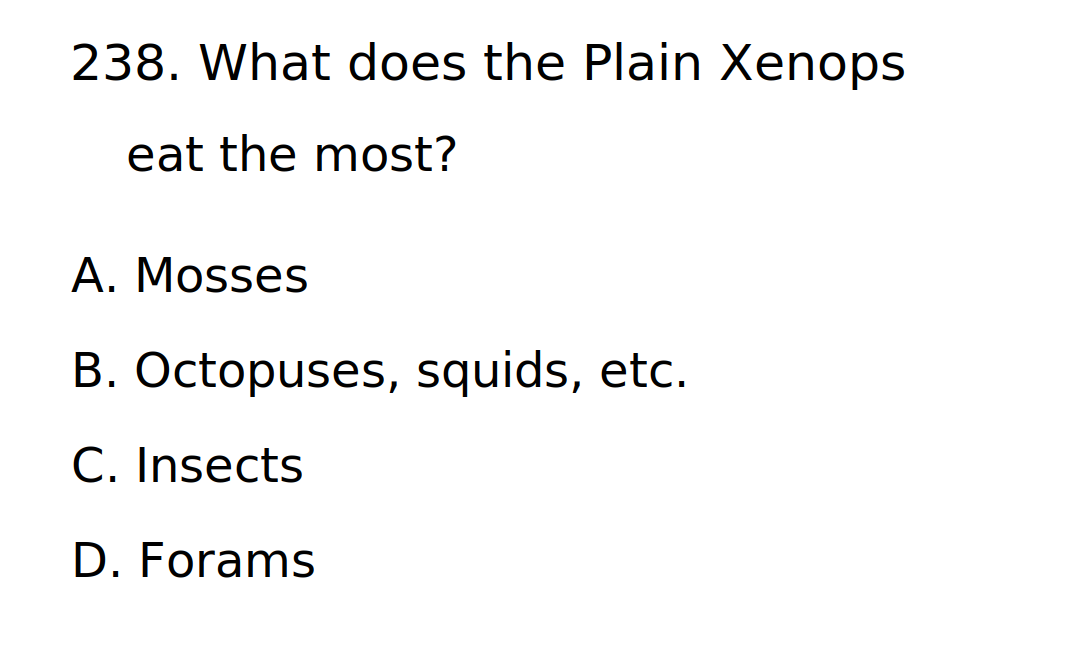 238. What does the Plain Xenops
eat the most?
A. Mosses
B. Octopuses, squids, etc.
C. Insects
D. Forams